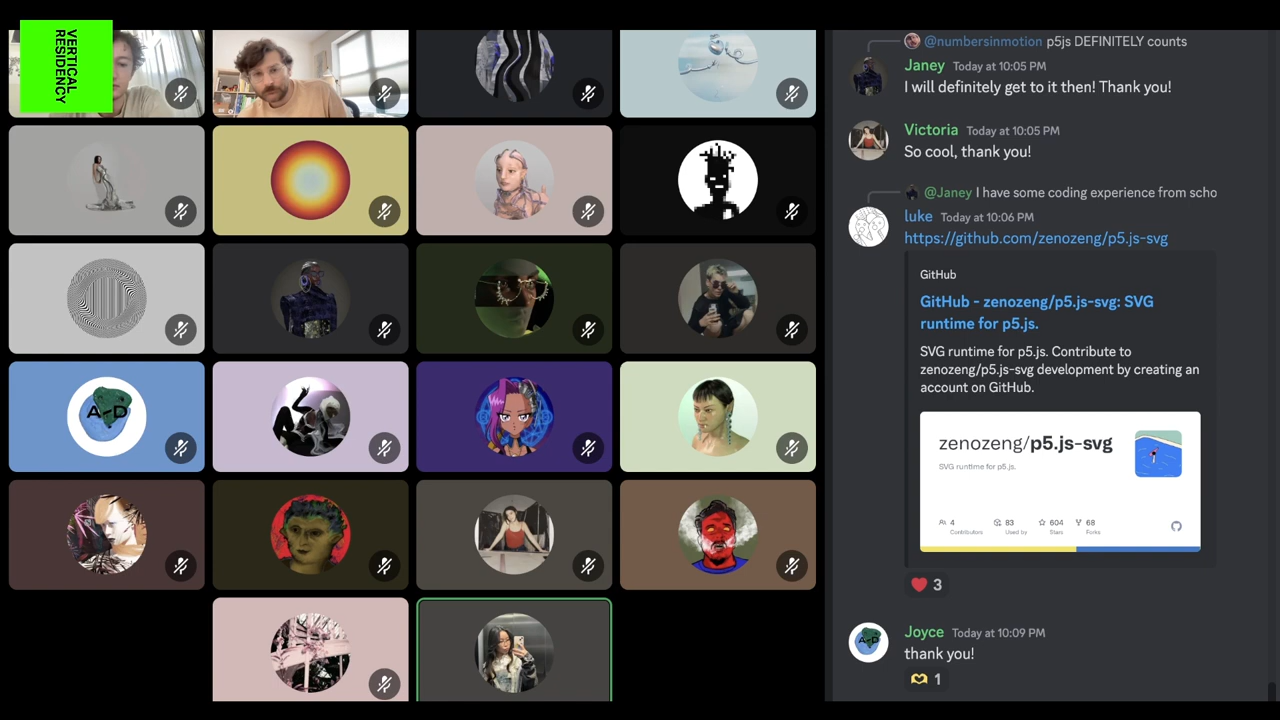 VERTICAL
RESIDENCY
@numbersinmotion p5js DEFINITELY counts
Janey Today at 10:05 PM
I will definitely get to it then! Thank you!
Victoria Today at 10:05 PM
So cool, thank you!
@Janey I have some coding experience from scho
luke Today at 10:06 PM
https://github.com/zenozeng/p5.js-svg
GitHub
GitHub - zenozeng/p5.js-svg: SVG
runtime for p5.js.
SVG runtime for p5.js. Contribute to
zenozeng/p5.js-svg development by creating an
account on GitHub.
zenozeng/p5.js-svg
SVG runtime for p5.js.
4 83 604 68
Contributors Used by Stars Forks
3
Joyce Today at 10:09 PM
thank you!
1